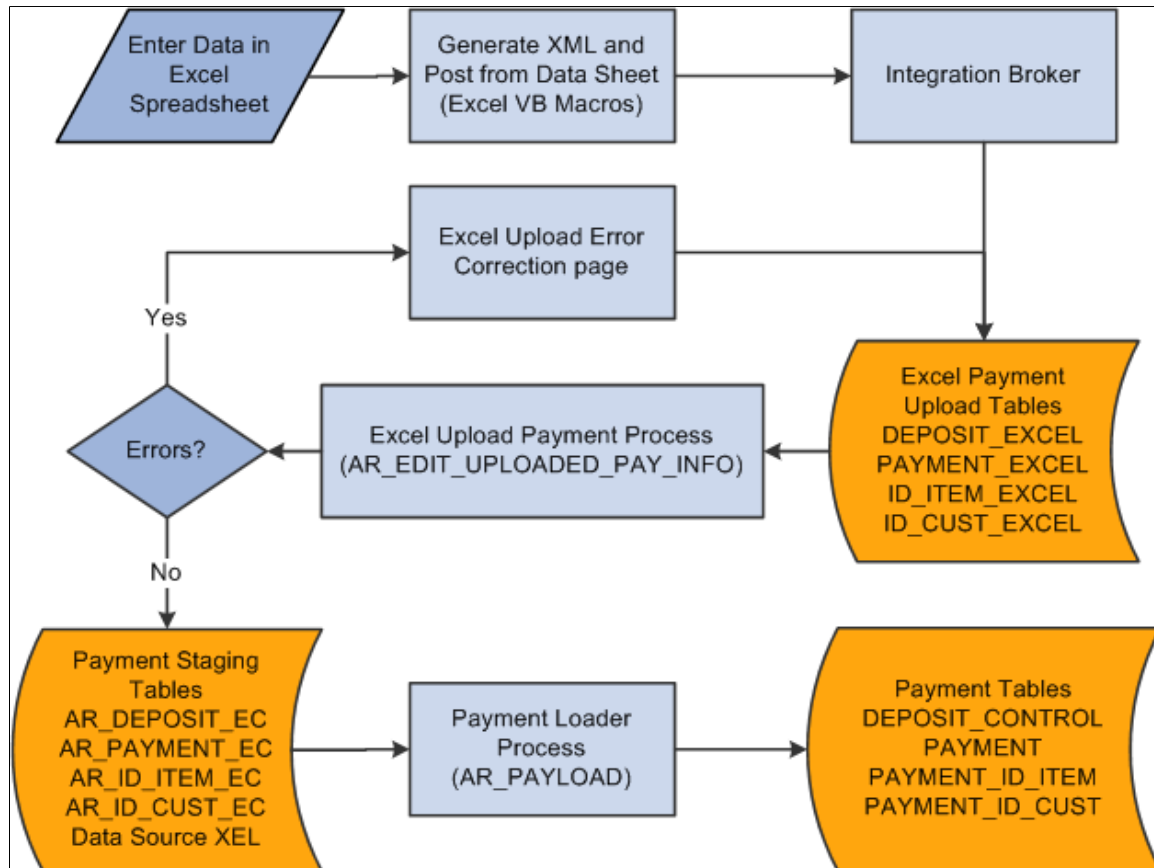 Enter Data in
Excel
Spreadsheet
Generate XML and
Post from Data Sheet
(Excel VB Macros)
Integration Broker
Excel Upload Error
Correction page
Yes
Excel Payment
Upload Tables
DEPOSIT_EXCEL
PAYMENT_EXCEL
ID_ITEM_EXCEL
ID_CUST_EXCEL
Excel Upload Payment Process
(AR_EDIT_UPLOADED_PAY_INFO)
Errors?
No
Payment Staging
Tables
AR_DEPOSIT_EC
AR_PAYMENT_EC
AR_ID_ITEM_EC
AR_ID_CUST_EC
Data Source XEL
Payment Loader
Process
(AR_PAYLOAD)
Payment Tables
DEPOSIT_CONTROL
PAYMENT
PAYMENT_ID_ITEM
PAYMENT_ID_CUST